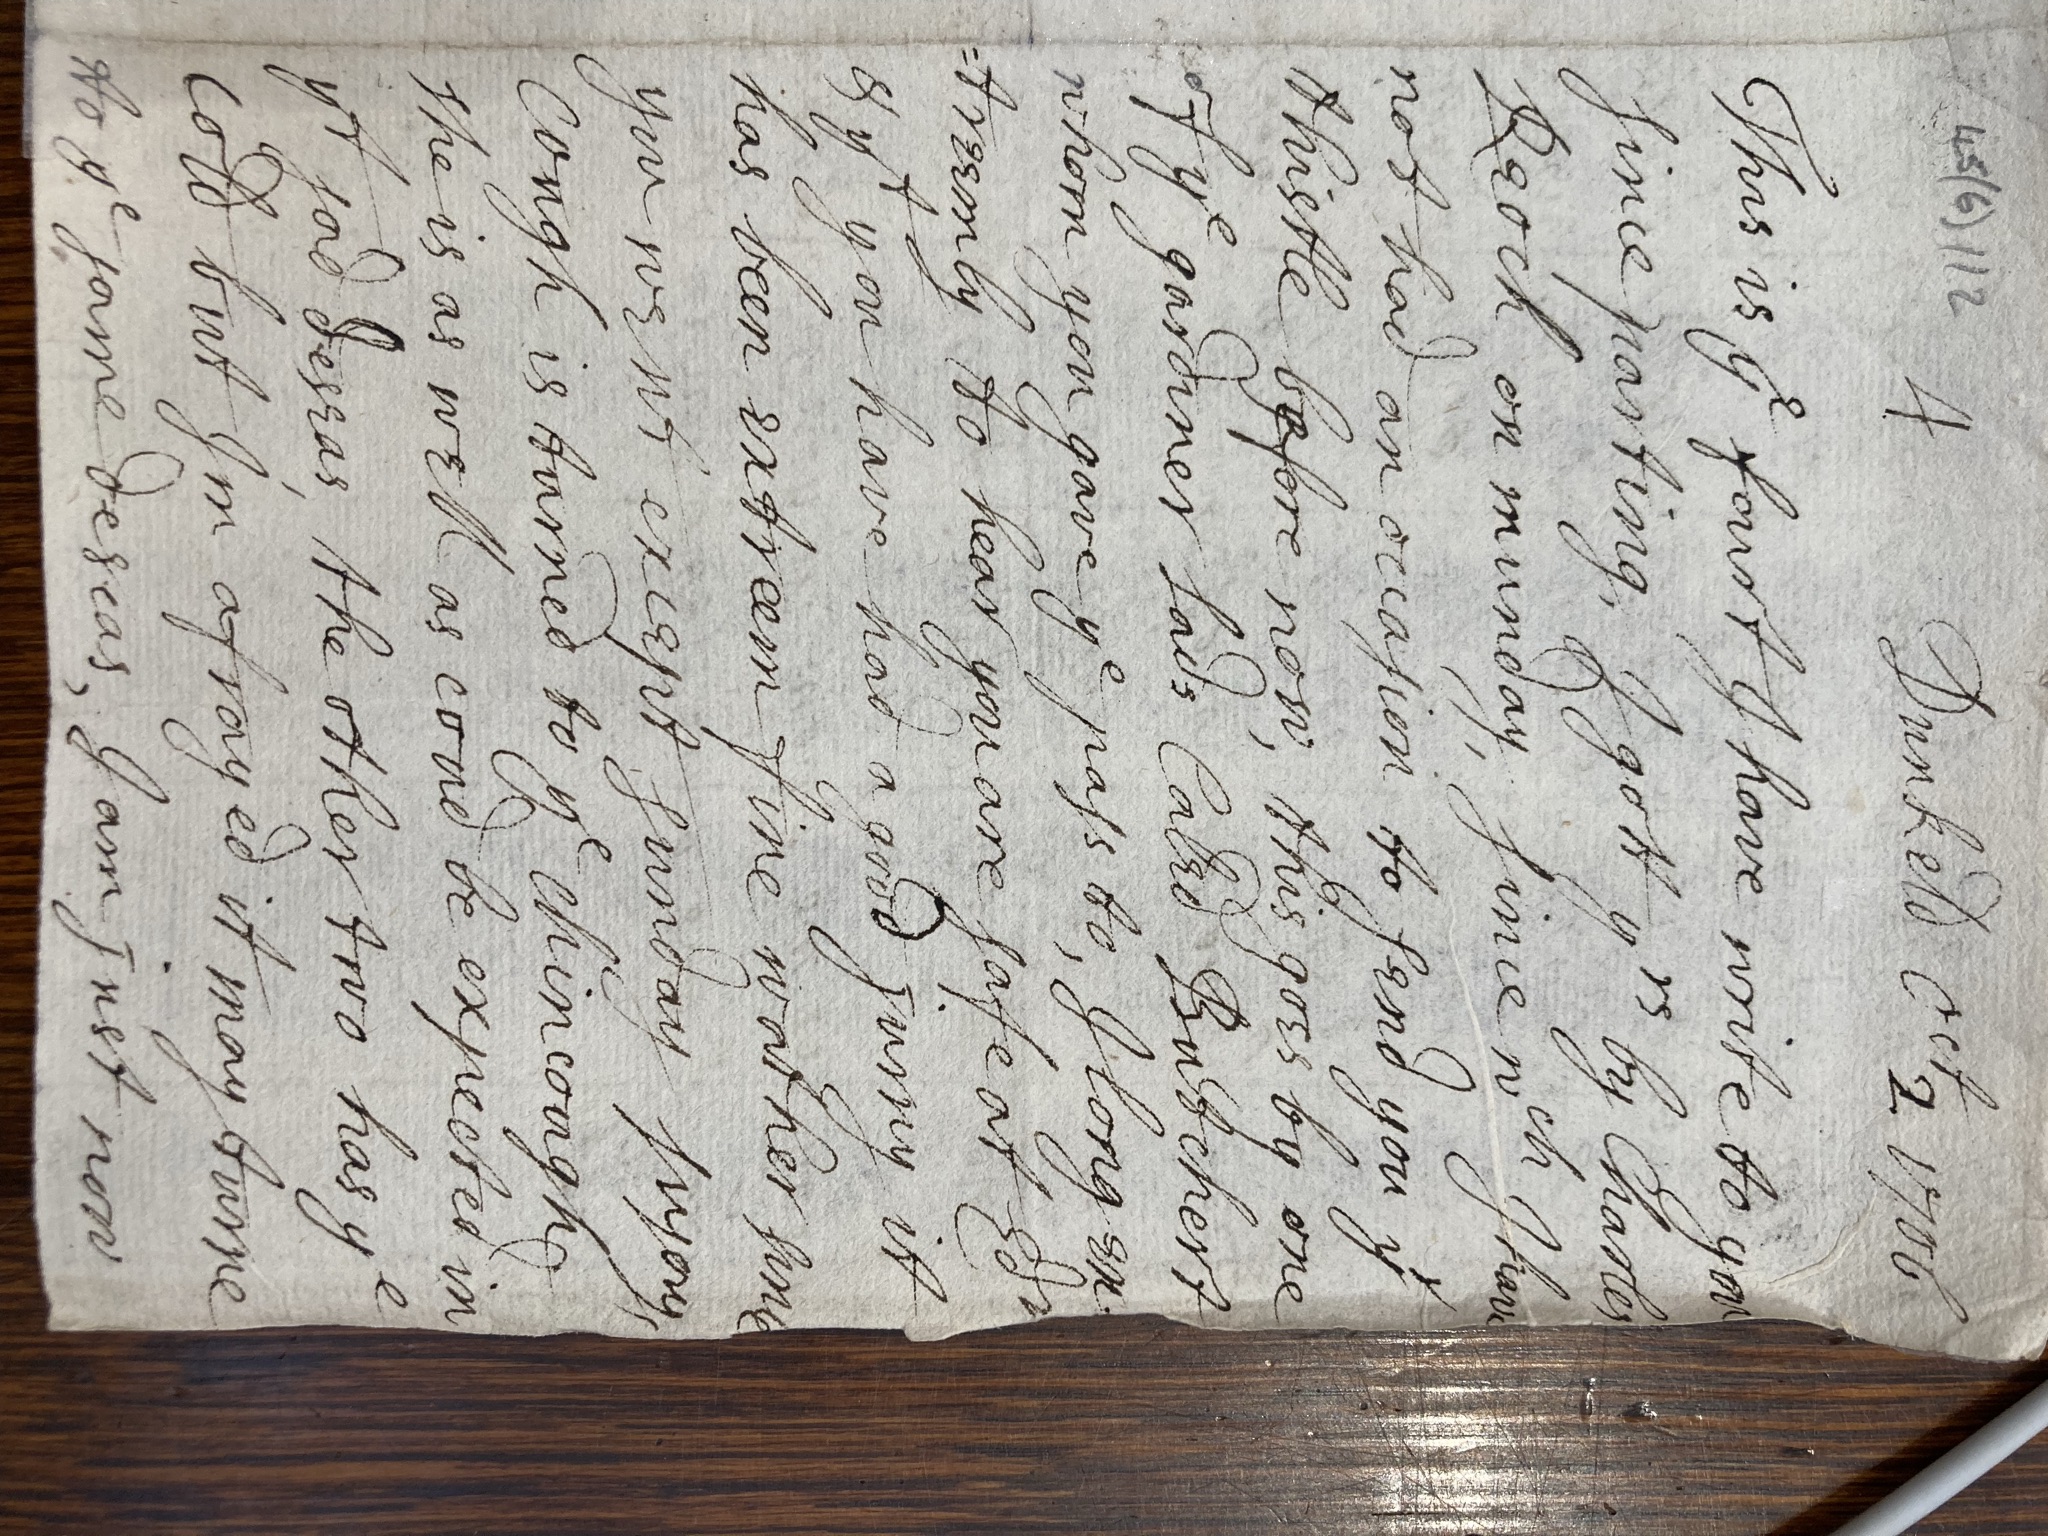 45(6)112
4 Dunkeld Oct 2 1706
This is ye fourt I have write to you
since parting, I gott yrs by Charles
Reoch on munday, since wch I have
not had an occasion to send you yr
thistle before now, this goes by one
of ye gardiner lads Caled Butchert
whom you gave ye pass to, I long ex
=treemly to hear you are safe at Edr
& yt you have had a good jurny it
has been extreem fine wather since
you went except sunday
cough is turned to ye chincough
she is as well as coud be expected in
yt sad deseas, the other two has ye
cold but Im afrayed it may turne
to ye same deseas, I am just now